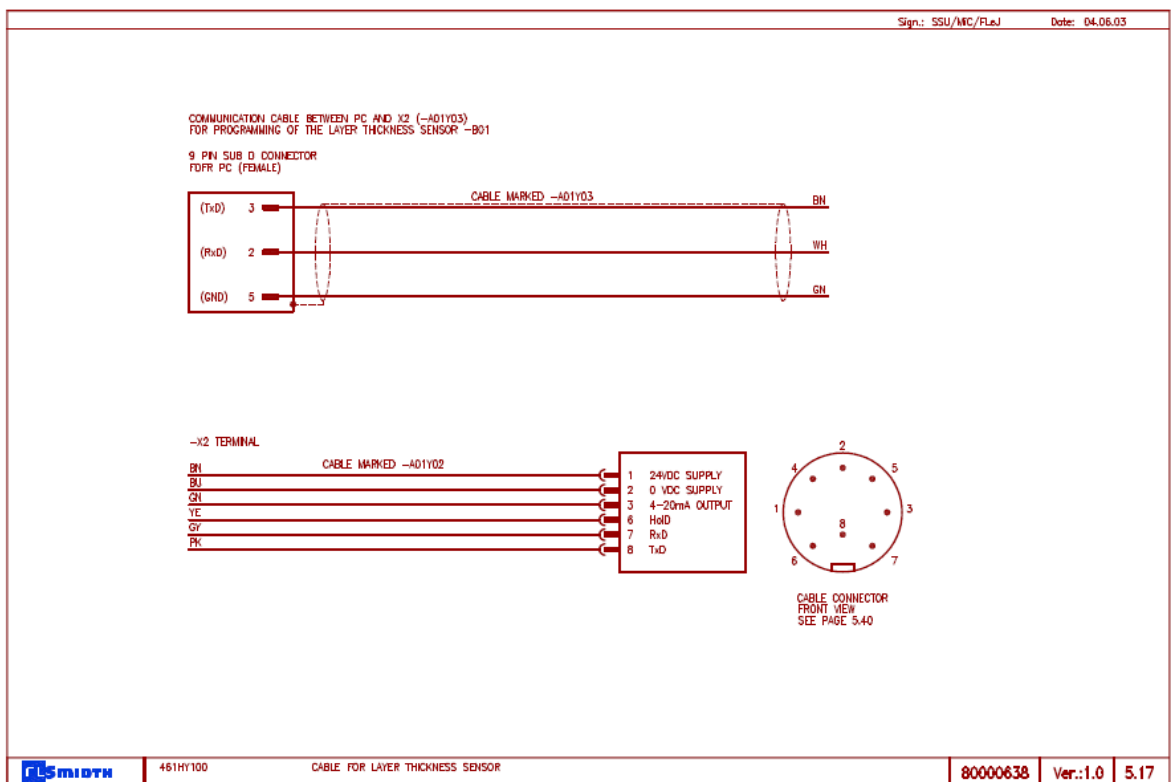 Sign.: SSU/MIC/FLeJ Date: 04.06.03
COMMUNICATION CABLE BETWEEN PC AND X2 (-A01Y03)
FOR PROGRAMMING OF THE LAYER THICKNESS SENSOR -B01
9 PIN SUB D CONNECTOR
FOFR PC (FEMALE)
CABLE MARKED -A01Y03
(TxD) 3 BN
(RxD) 2 WH
(GND) 5 GN
-X2 TERMINAL
CABLE MARKED -A01Y02
BN 1 24VDC SUPPLY
BU 2 0 VDC SUPPLY
GN 3 4-20mA OUTPUT
YE 6 HolD
GY 7 RxD
PK 8 TxD
2
4 5
1 3
8
6 7
CABLE CONNECTOR
FRONT VIEW
SEE PAGE 5.40
FLSMIDTH 461HY100 CABLE FOR LAYER THICKNESS SENSOR 80000638 Ver.:1.0 5.17